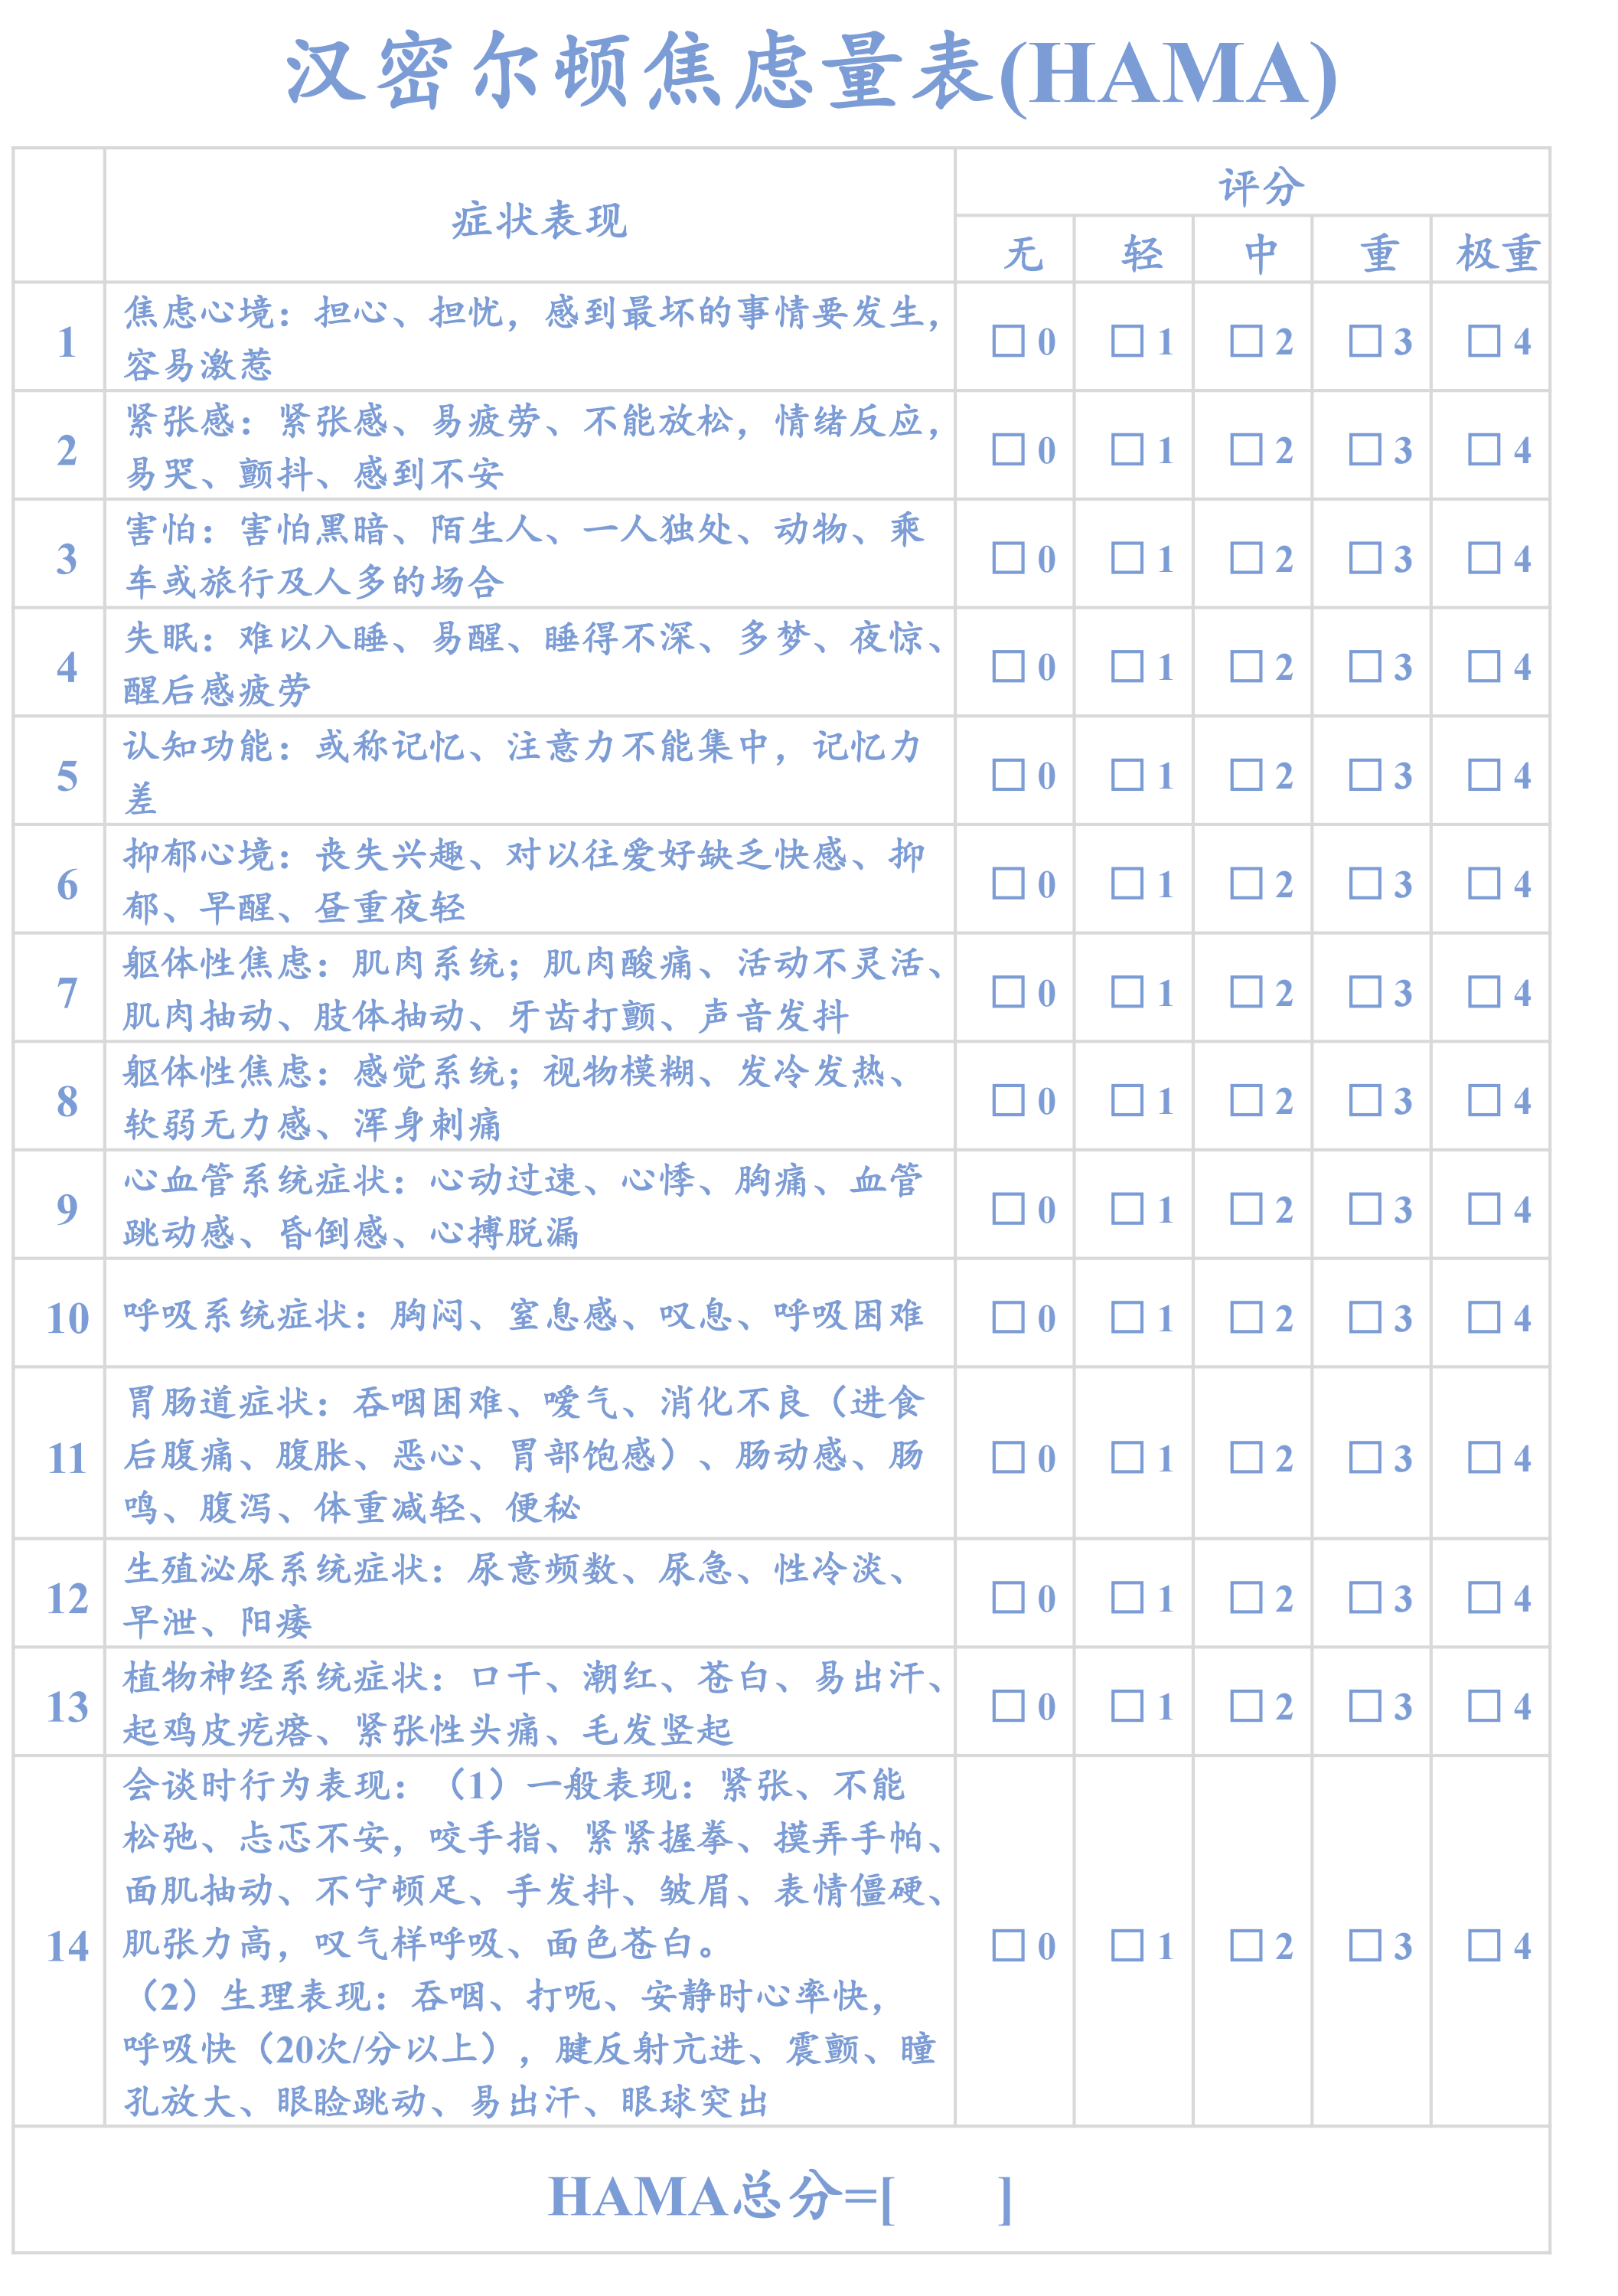 汉密尔顿焦虑量表(HAMA)
症状表现
评分
无 轻 中 重 极重
1 焦虑心境：担心、担忧，感到最坏的事情要发生，
容易激惹 □0 □1 □2 □3 □4
2 紧张感：紧张感、易疲劳、不能放松，情绪反应，
易哭、颤抖、感到不安 □0 □1 □2 □3 □4
3 害怕：害怕黑暗、陌生人、一人独处、动物、乘
车或旅行及人多的场合 □0 □1 □2 □3 □4
4 失眠：难以入睡、易醒、睡得不深、多梦、夜惊、
醒后感疲劳 □0 □1 □2 □3 □4
5 认知功能：或称记忆、注意力不能集中，记忆力
差 □0 □1 □2 □3 □4
6 抑郁心境：丧失兴趣、对以往爱好缺乏快感、抑
郁、早醒、昼重夜轻 □0 □1 □2 □3 □4
7 躯体性焦虑：肌肉系统；肌肉酸痛、活动不灵活、
肌肉抽动、肢体抽动、牙齿打颤、声音发抖 □0 □1 □2 □3 □4
8 躯体性焦虑：感觉系统；视物模糊、发冷发热、
软弱无力感、浑身刺痛 □0 □1 □2 □3 □4
9 心血管系统症状：心动过速、心悸、胸痛、血管
跳动感、昏倒感、心搏脱漏 □0 □1 □2 □3 □4
10 呼吸系统症状：胸闷、窒息感、叹息、呼吸困难 □0 □1 □2 □3 □4
11 胃肠道症状：吞咽困难、嗳气、消化不良（进食
后腹痛、腹胀、恶心、胃部饱感）、肠动感、肠
鸣、腹泻、体重减轻、便秘 □0 □1 □2 □3 □4
12 生殖泌尿系统症状：尿意频数、尿急、性冷淡、
早泄、阳痿 □0 □1 □2 □3 □4
13 植物神经系统症状：口干、潮红、苍白、易出汗、
起鸡皮疙瘩、紧张性头痛、毛发竖起 □0 □1 □2 □3 □4
14 会谈时行为表现：（1）一般表现：紧张、不能
松弛、忐忑不安，咬手指、紧紧握拳、摸弄手帕、
面肌抽动、不宁顿足、手发抖、皱眉、表情僵硬、
肌张力高，叹气样呼吸、面色苍白。
（2）生理表现：吞咽、打呃、安静时心率快，
呼吸快（20次/分以上），腱反射亢进、震颤、瞳
孔放大、眼睑跳动、易出汗、眼球突出 □0 □1 □2 □3 □4
HAMA总分=[ ]